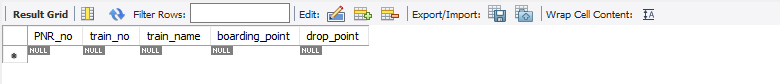 Result Grid Filter Rows: Edit: Export/Import: Wrap Cell Content:
PNR_no train_no train_name boarding_point drop_point
NULL NULL NULL NULL NULL